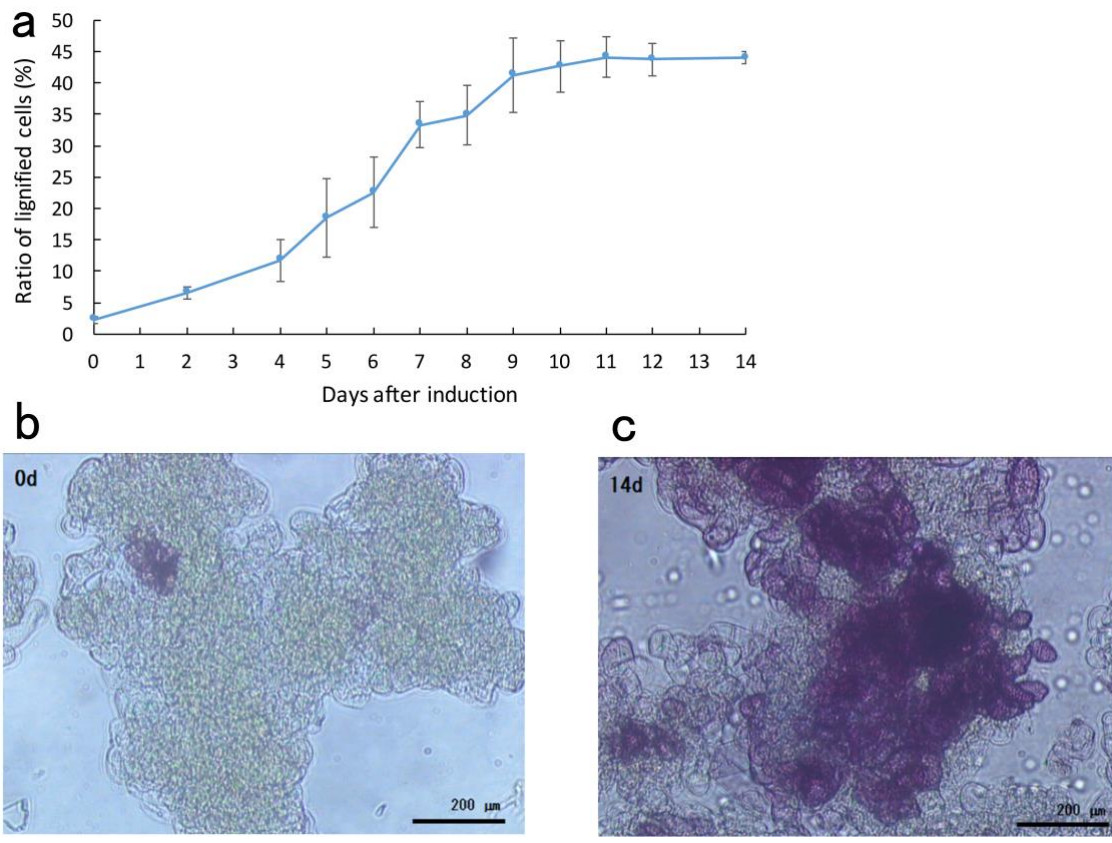 a
Ratio of lignified cells (%)
50
45
40
35
30
25
20
15
10
5
0
0 1 2 3 4 5 6 7 8 9 10 11 12 13 14
Days after induction
b
c
0d
200 μm
14d
200 μm